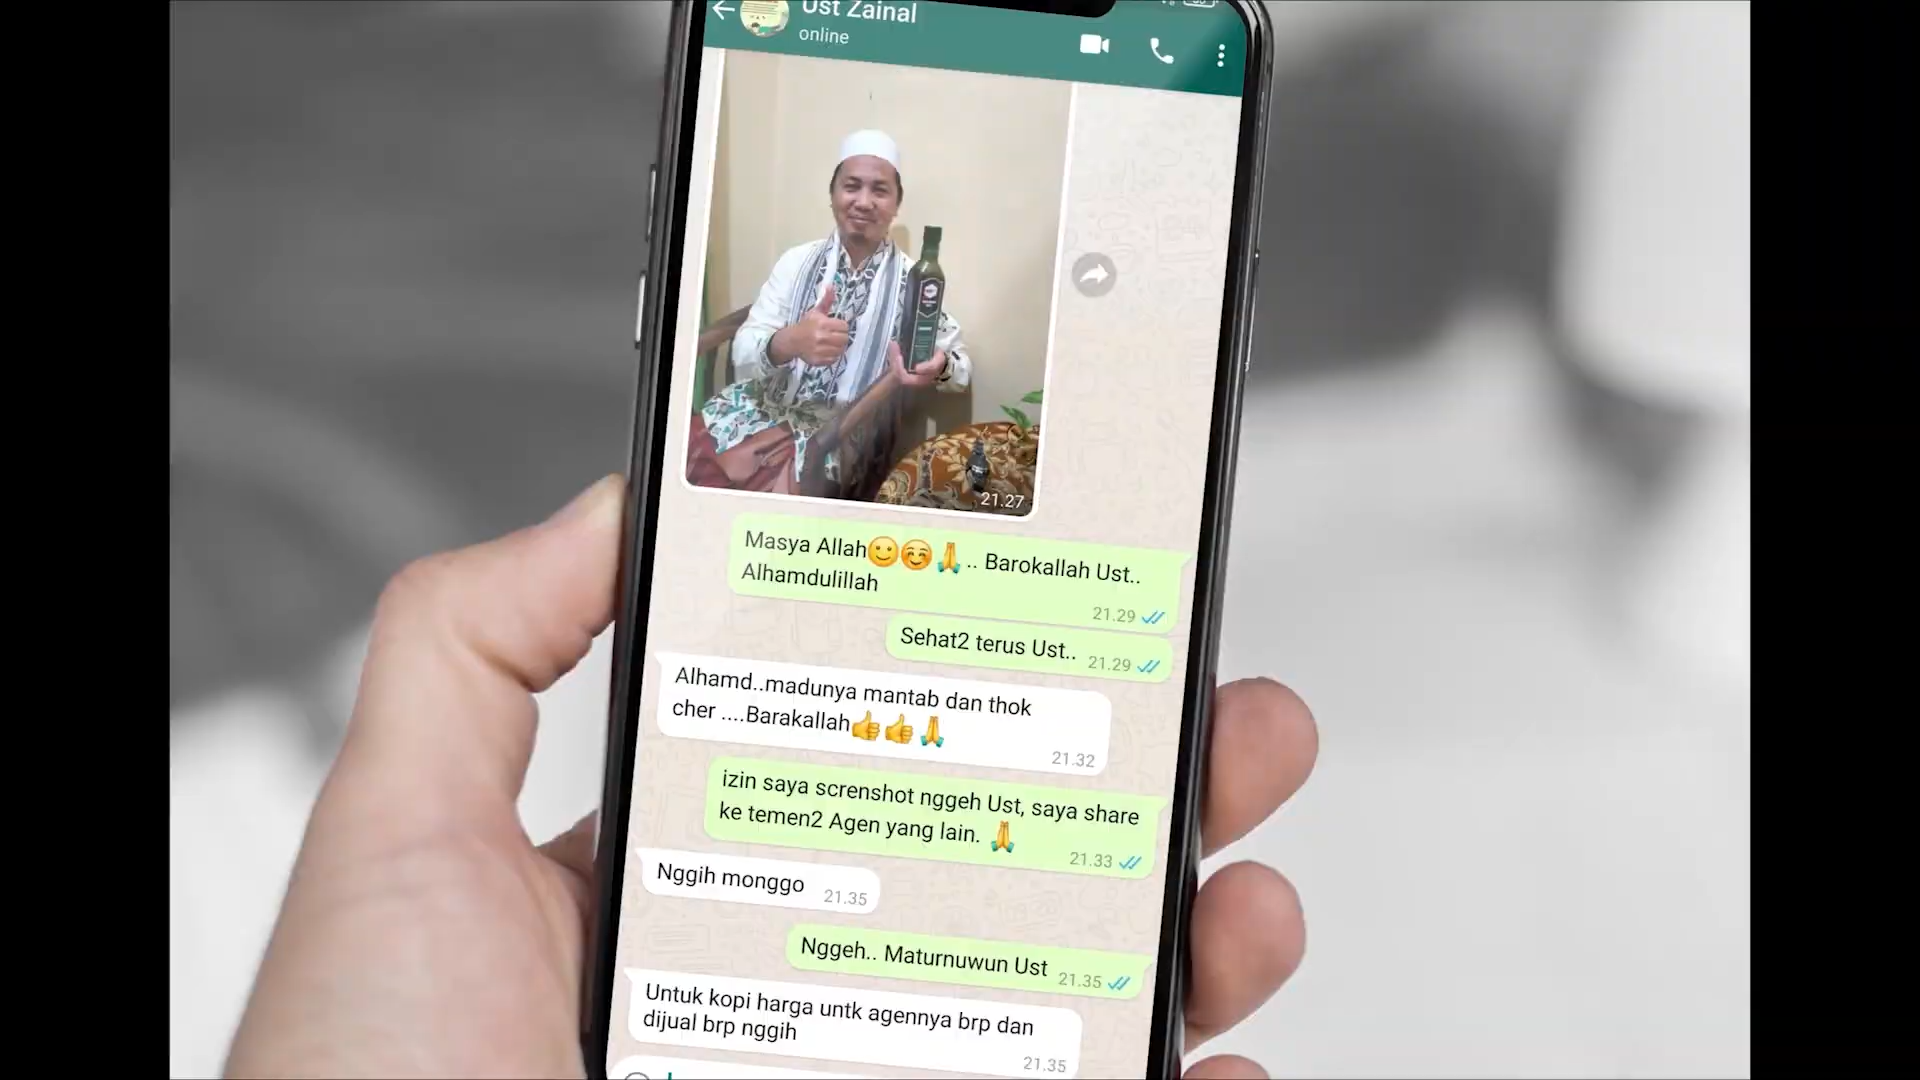 Ust Zainal
online
21.27
Masya Allah🙂☺️🙏.. Barokallah Ust..
Alhamdulillah
21.29
Sehat2 terus Ust..
21.29
Alhamd..madunya mantab dan thok
cher ....Barakallah👍👍🙏
21.32
izin saya screnshot nggeh Ust, saya share
ke temen2 Agen yang lain. 🙏
21.33
Nggih monggo
21.35
Nggeh.. Maturnuwun Ust
21.35
Untuk kopi harga untk agennya brp dan
dijual brp nggih
21.35